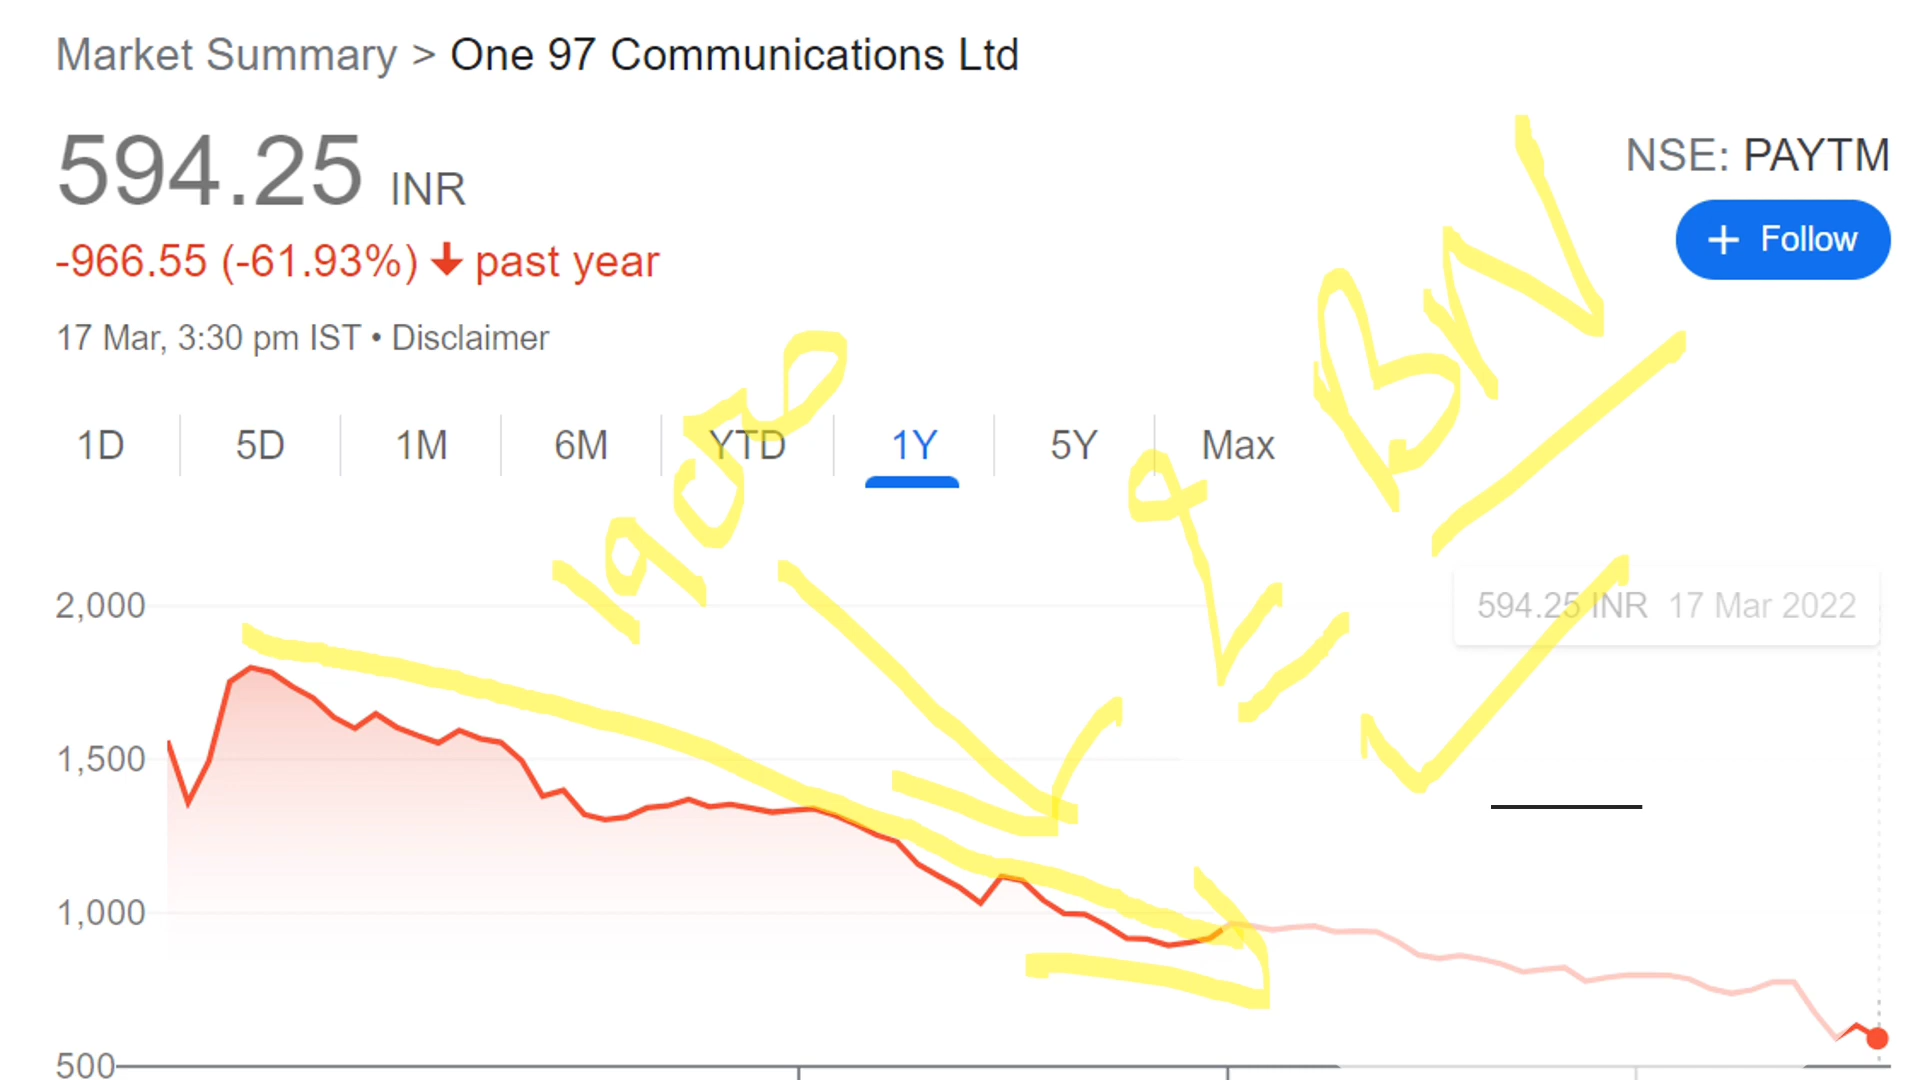 Market Summary > One 97 Communications Ltd
594.25 INR
NSE: PAYTM
+ Follow
-966.55 (-61.93%) ↓ past year
17 Mar, 3:30 pm IST • Disclaimer
1D 5D 1M 6M YTD 1Y 5Y Max
BN
594.25 INR 17 Mar 2022
2,000
1,500
1,000
500